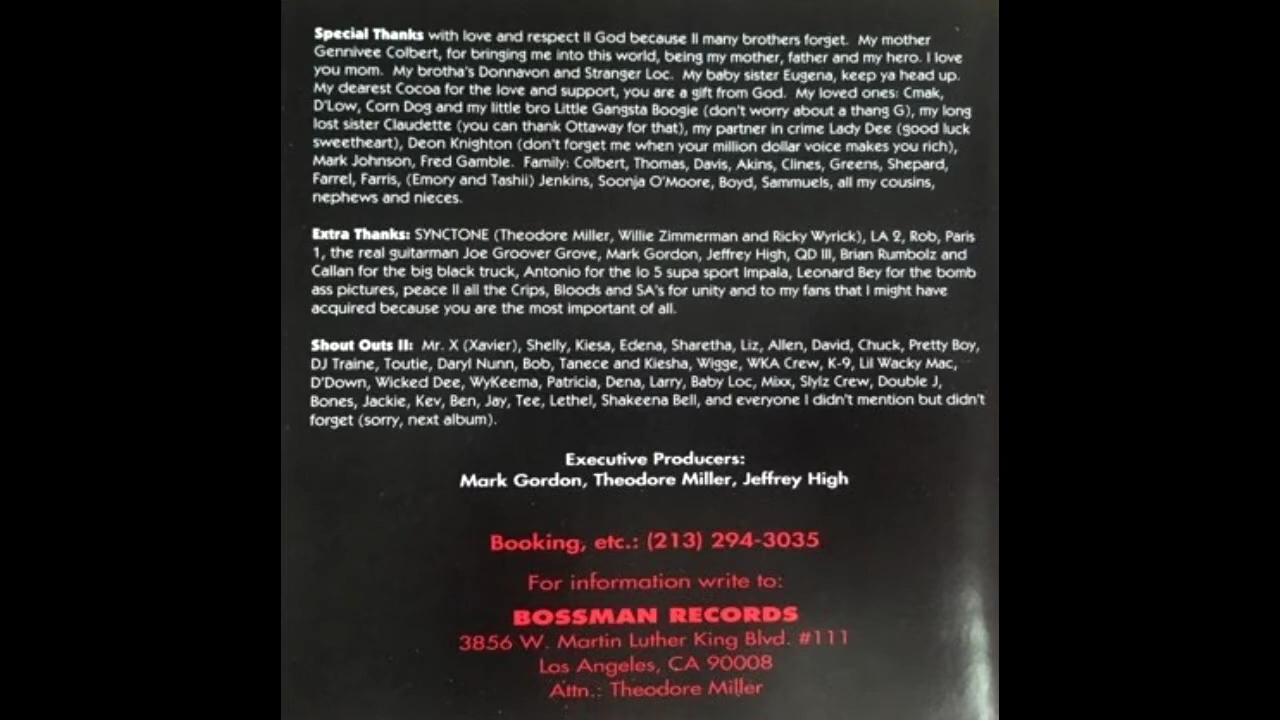 Special Thanks with love and respect II God because II many brothers forget. My mother
Gennivee Colbert, for bringing me into this world, being my mother, father and my hero. I love
you mom. My brotha's Donnavon and Stranger Loc. My baby sister Eugena, keep ya head up.
My dearest Cocoa for the love and support, you are a gift from God. My loved ones: Cmak,
D'Low, Corn Dog and my little bro Little Gangsta Boogie (don't worry about a thang G), my long
lost sister Claudette (you can thank Ottaway for that), my partner in crime Lady Dee (good luck
sweetheart), Deon Knighton (don't forget me when your million dollar voice makes you rich),
Mark Johnson, Fred Gamble. Family: Colbert, Thomas, Davis, Akins, Clines, Greens, Shepard,
Farrel, Farris, (Emory and Tashii) Jenkins, Soonja O'Moore, Boyd, Sammuels, all my cousins,
nephews and nieces.
Extra Thanks: SYNCTONE (Theodore Miller, Willie Zimmerman and Ricky Wyrick), LA 2, Rob, Paris
1, the real guitarman Joe Groover Grove, Mark Gordon, Jeffrey High, QD III, Brian Rumbolz and
Callan for the big black truck, Antonio for the lo 5 supa sport Impala, Leonard Bey for the bomb
ass pictures, peace II all the Crips, Bloods and SA's for unity and to my fans that I might have
acquired because you are the most important of all.
Shout Outs II: Mr. X (Xavier), Shelly, Kiesa, Edena, Sharetha, Liz, Allen, David, Chuck, Pretty Boy,
DJ Traine, Toutie, Daryl Nunn, Bob, Tanece and Kiesha, Wigge, WKA Crew, K-9, Lil Wacky Mac,
D'Down, Wicked Dee, WyKeema, Patricia, Dena, Larry, Baby Loc, Mixx, Slylz Crew, Double J,
Bones, Jackie, Kev, Ben, Jay, Tee, Lethel, Shakeena Bell, and everyone I didn't mention but didn't
forget (sorry, next album).
Executive Producers:
Mark Gordon, Theodore Miller, Jeffrey High
Booking, etc.: (213) 294-3035
For information write to:
BOSSMAN RECORDS
3856 W. Martin Luther King Blvd. #111
Los Angeles, CA 90008
Attn.: Theodore Miller